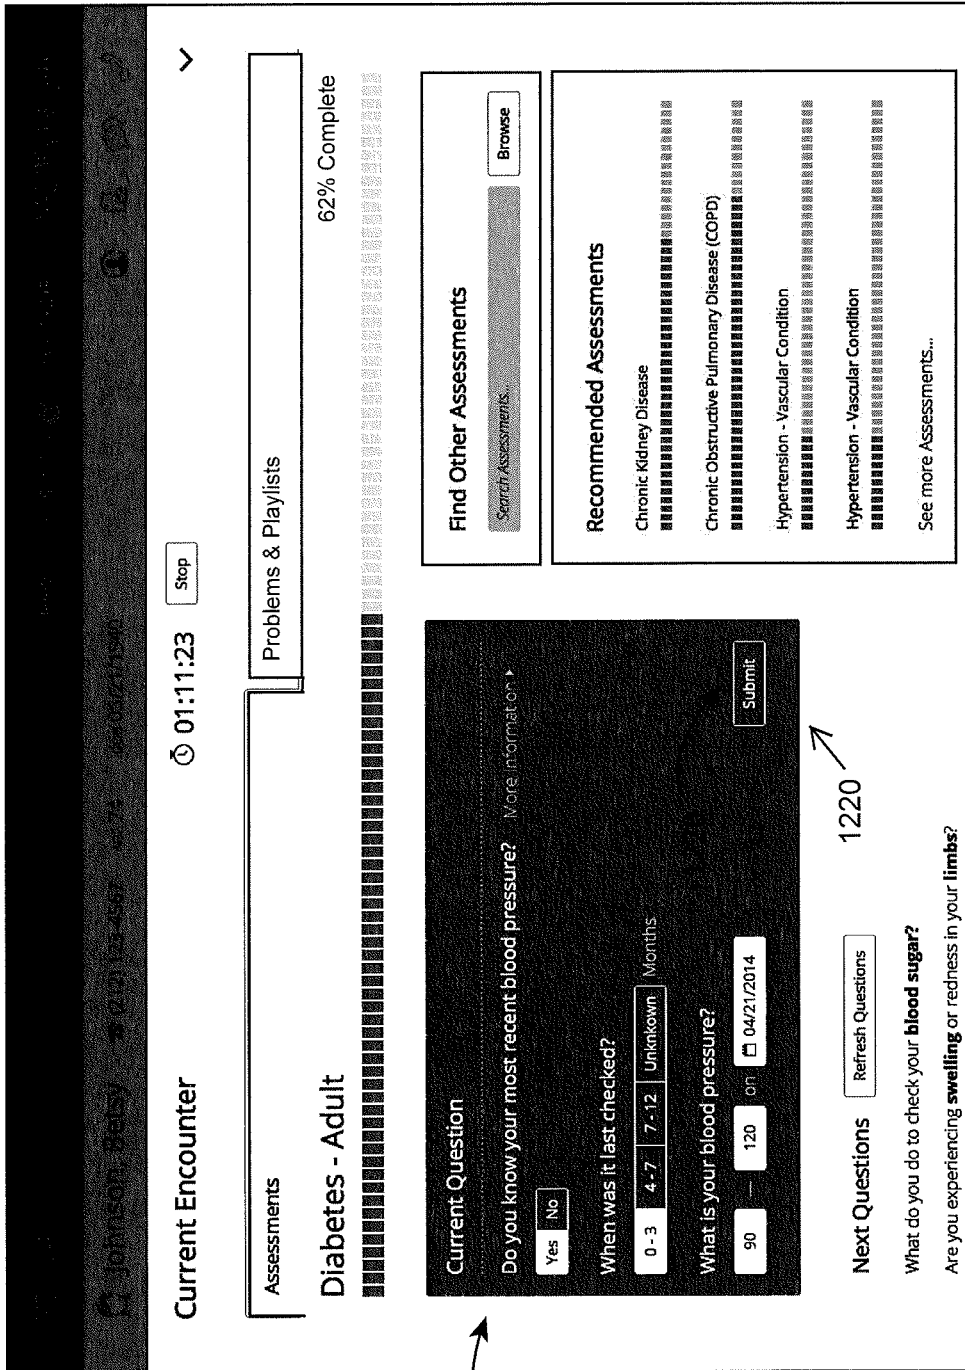 Johnson, Betsy (212) 123-4567
Current Encounter 01:11:23 Stop
Assessments Problems & Playlists
Diabetes - Adult 62% Complete
Current Question
Do you know your most recent blood pressure? More information
Yes No
When was it last checked?
0 - 3 4 - 7 7 - 12 Unknkown Months
What is your blood pressure?
90 — 120 on 04/21/2014
Submit
1220
Next Questions Refresh Questions
What do you do to check your blood sugar?
Are you experiencing swelling or redness in your limbs?
Find Other Assessments
Search Assessments... Browse
Recommended Assessments
Chronic Kidney Disease
Chronic Obstructive Pulmonary Disease (COPD)
Hypertension - Vascular Condition
Hypertension - Vascular Condition
See more Assessments...